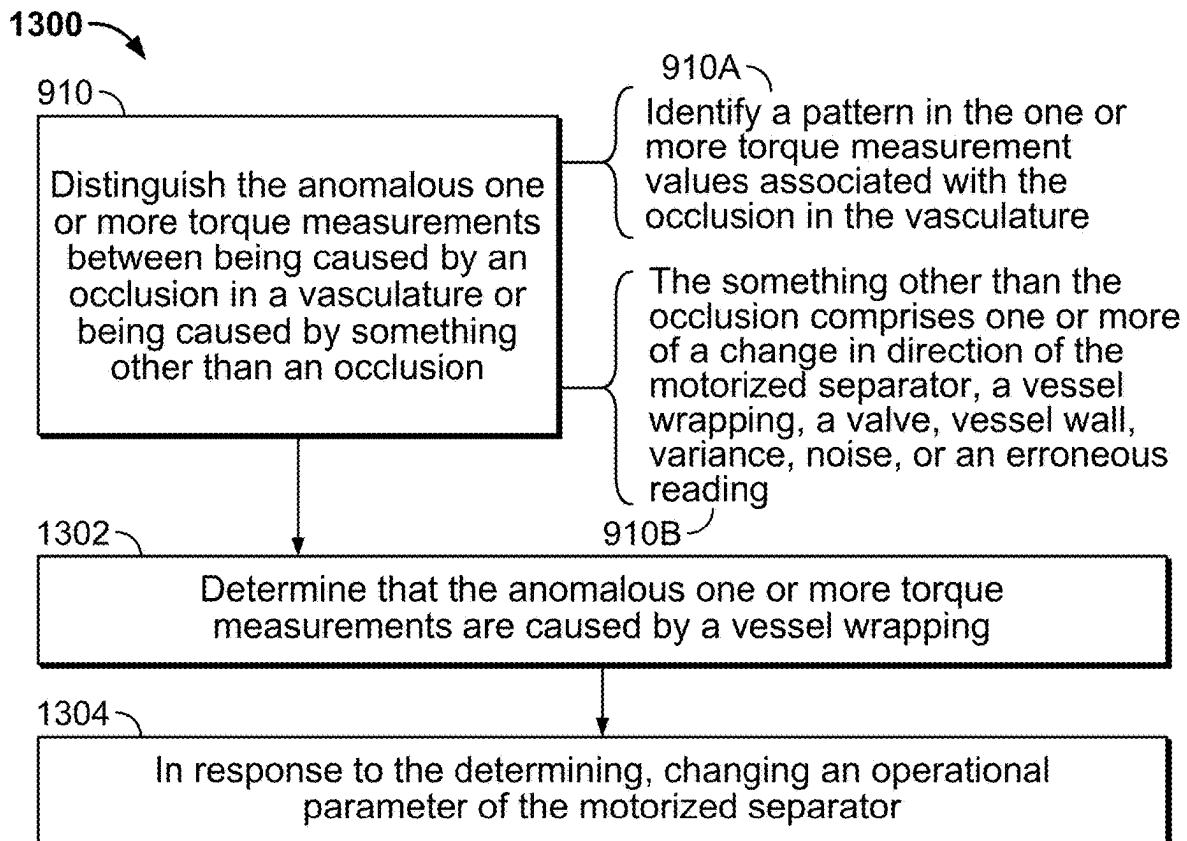 1300
910
Distinguish the anomalous one
or more torque measurements
between being caused by an
occlusion in a vasculature or
being caused by something
other than an occlusion
910A
Identify a pattern in the one or
more torque measurement
values associated with the
occlusion in the vasculature
The something other than the
occlusion comprises one or more
of a change in direction of the
motorized separator, a vessel
wrapping, a valve, vessel wall,
variance, noise, or an erroneous
reading
910B
1302
Determine that the anomalous one or more torque
measurements are caused by a vessel wrapping
1304
In response to the determining, changing an operational
parameter of the motorized separator